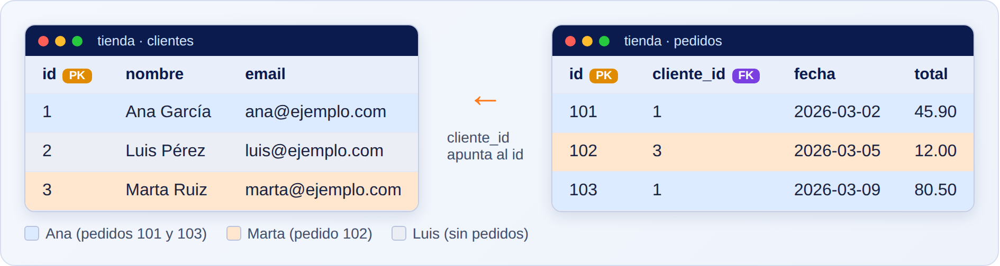 tienda · clientes
id PK nombre email
1 Ana García ana@ejemplo.com
2 Luis Pérez luis@ejemplo.com
3 Marta Ruiz marta@ejemplo.com
←
cliente_id
apunta al id
tienda · pedidos
id PK cliente_id FK fecha total
101 1 2026-03-02 45.90
102 3 2026-03-05 12.00
103 1 2026-03-09 80.50
Ana (pedidos 101 y 103) Marta (pedido 102) Luis (sin pedidos)